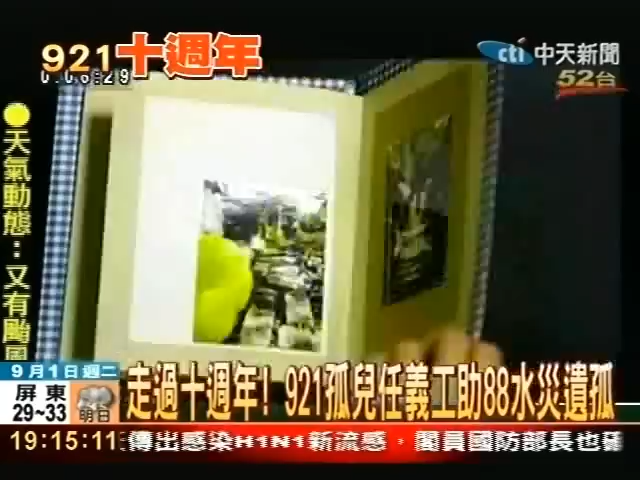 921十週年
cti 中天新聞
52台
天氣動態:又有颱風
9月1日週二
屏東
29~33
明日
走過十週年! 921孤兒任義工助88水災遺孤
19:15:11
傳出感染H1N1新流感,閣員國防部長也確